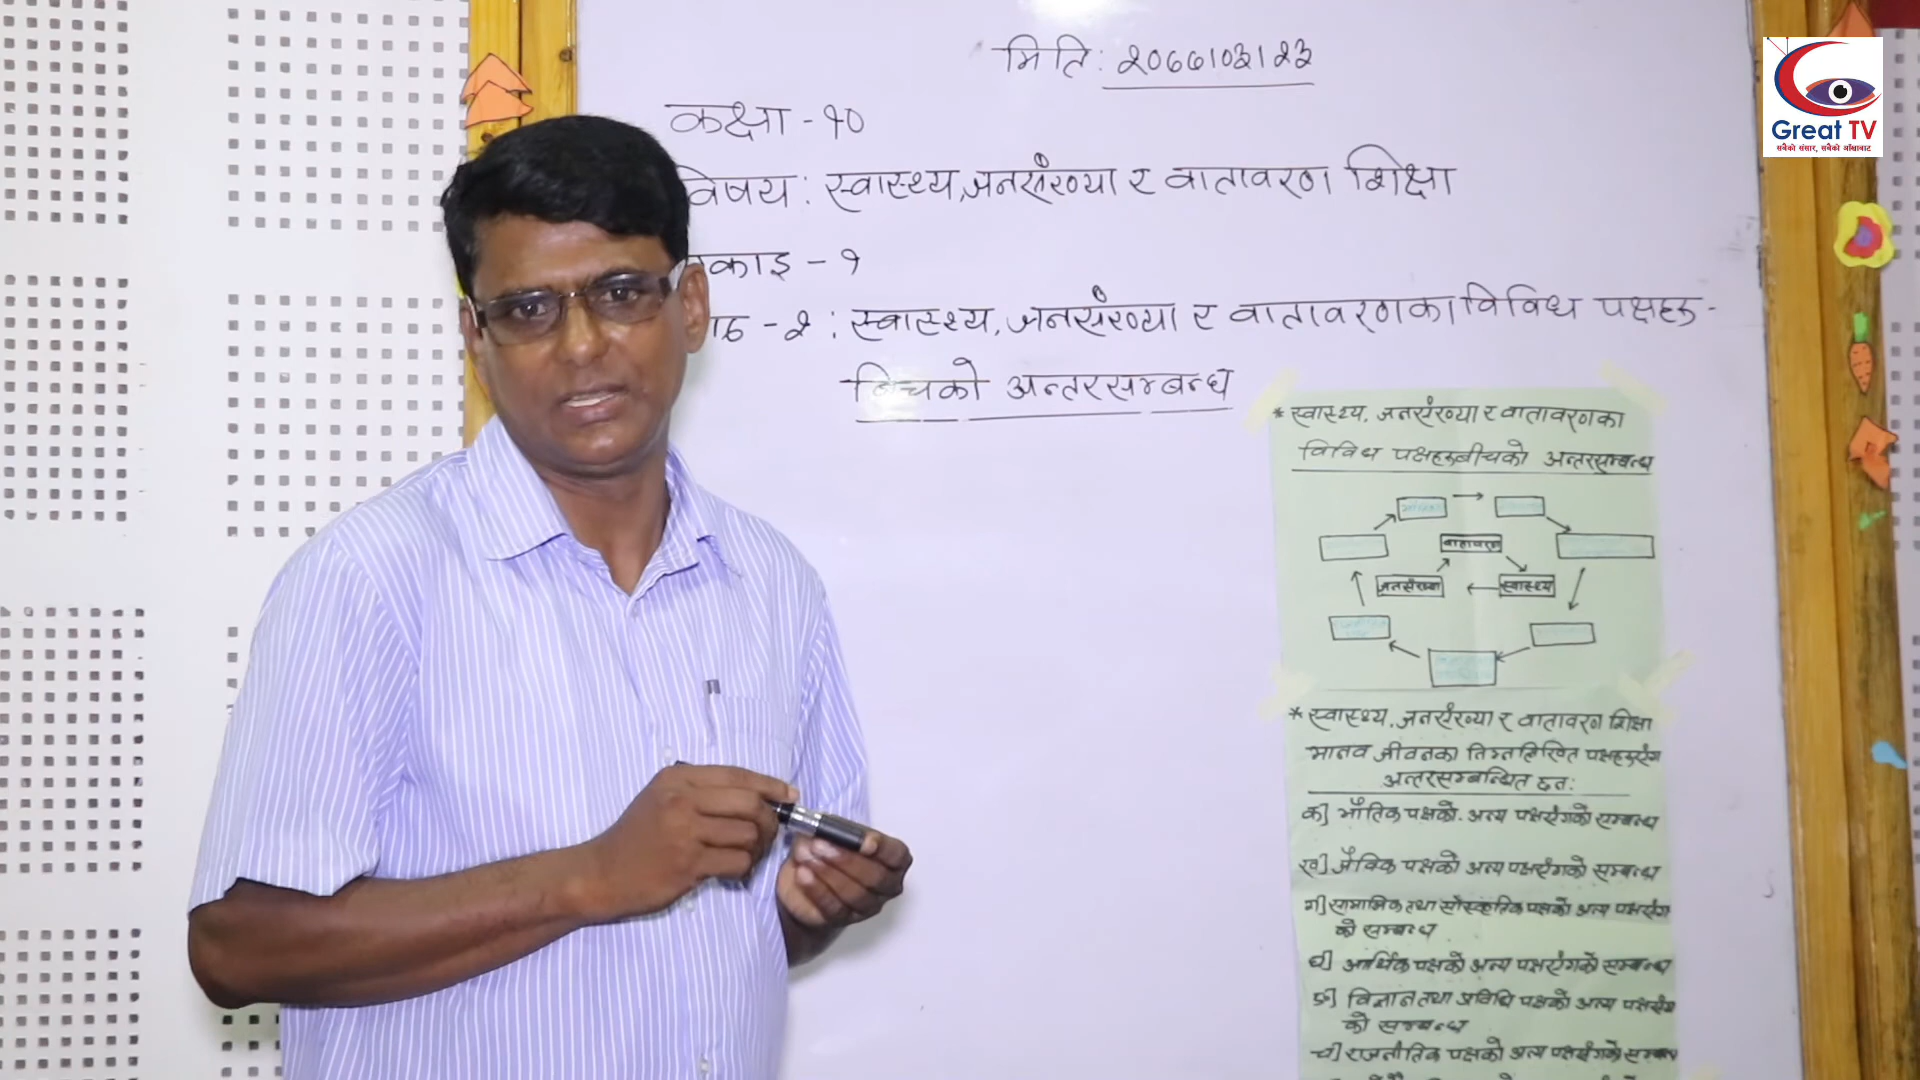 मिति: २०७७।०३।२३
कक्षा - १०
विषय: स्वास्थ्य, जनसंख्या र वातावरण शिक्षा
काइ - १
ाठ - २ : स्वास्थ्य, जनसंख्या र वातावरणका विविध पक्षहरु -
बिचको अन्तरसम्बन्ध
Great TV
सबैको संसार, सबैको आँखाबाट
* स्वास्थ्य, जनसंख्या र वातावरणका
विविध पक्षहरुबीचको अन्तरसम्बन्ध
वातावरण
जनसंख्या स्वास्थ्य
* स्वास्थ्य, जनसंख्या र वातावरण शिक्षा
मानव जीवनका निम्नलिखित पक्षहरुसँग
अन्तरसम्बन्धित छन:
क] भौतिक पक्षको अन्य पक्षसँगको सम्बन्ध
ख] जैविक पक्षको अन्य पक्षसँगको सम्बन्ध
ग] सामाजिक तथा साँस्कृतिक पक्षको अन्य पक्षसँग
को सम्बन्ध
घ] आर्थिक पक्षको अन्य पक्षसँगको सम्बन्ध
ङ] विज्ञान तथा प्रविधि पक्षको अन्य पक्षसँग
को सम्बन्ध
च] राजनीतिक पक्षको अन्य पक्षसँगको सम्बन्ध